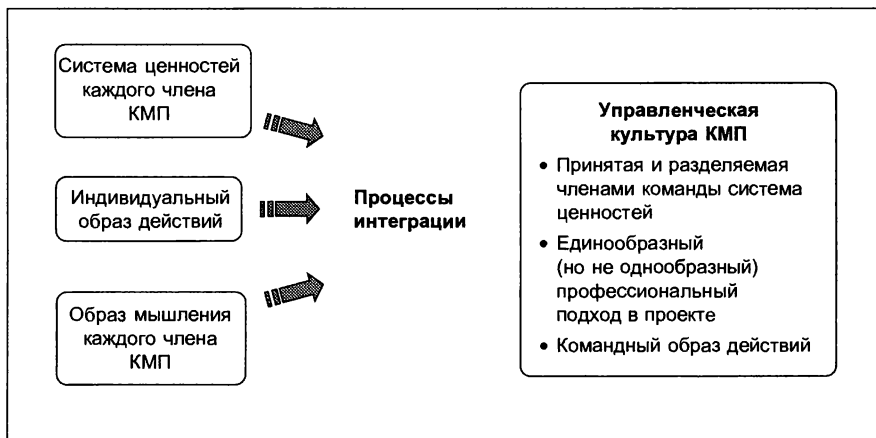 Система ценностей
каждого члена
КМП
Индивидуальный
образ действий
Образ мышления
каждого члена
КМП
Процессы
интеграции
Управленческая
культура КМП
• Принятая и разделяемая
членами команды система
ценностей
• Единообразный
(но не однообразный)
профессиональный
подход в проекте
• Командный образ действий